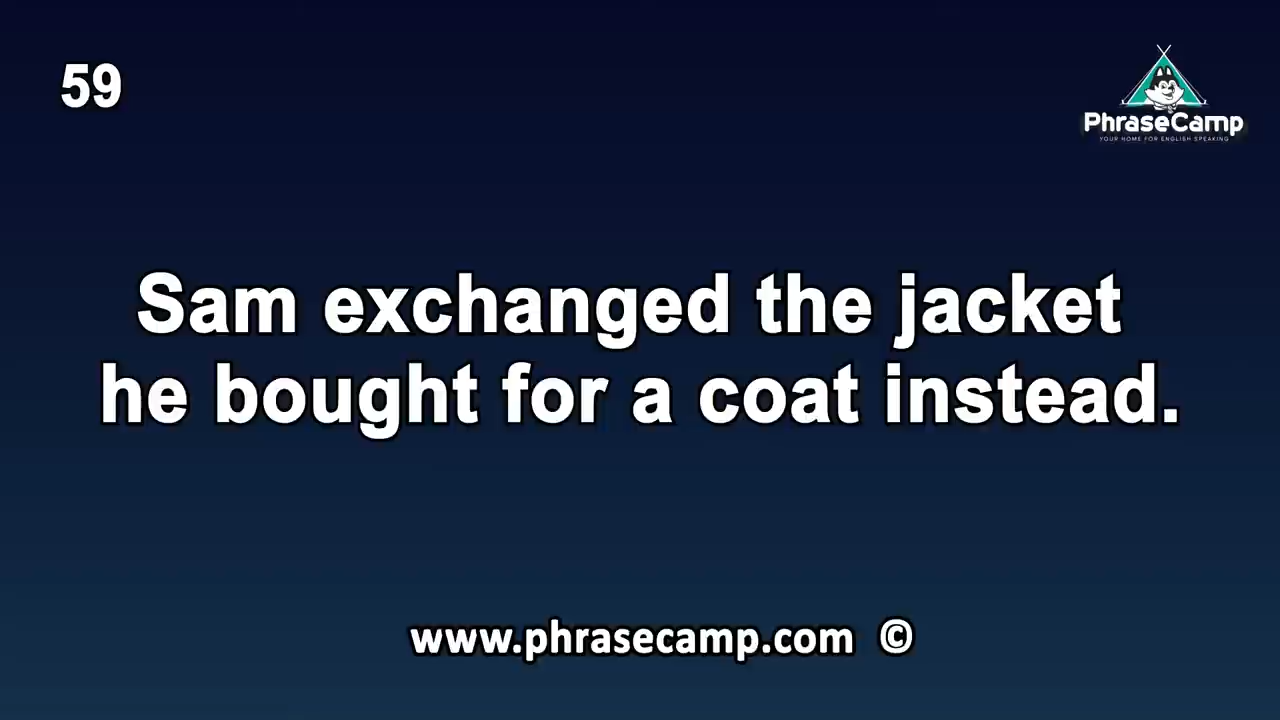 59
PhraseCamp
YOUR HOME FOR ENGLISH SPEAKING
Sam exchanged the jacket
he bought for a coat instead.
www.phrasecamp.com ©